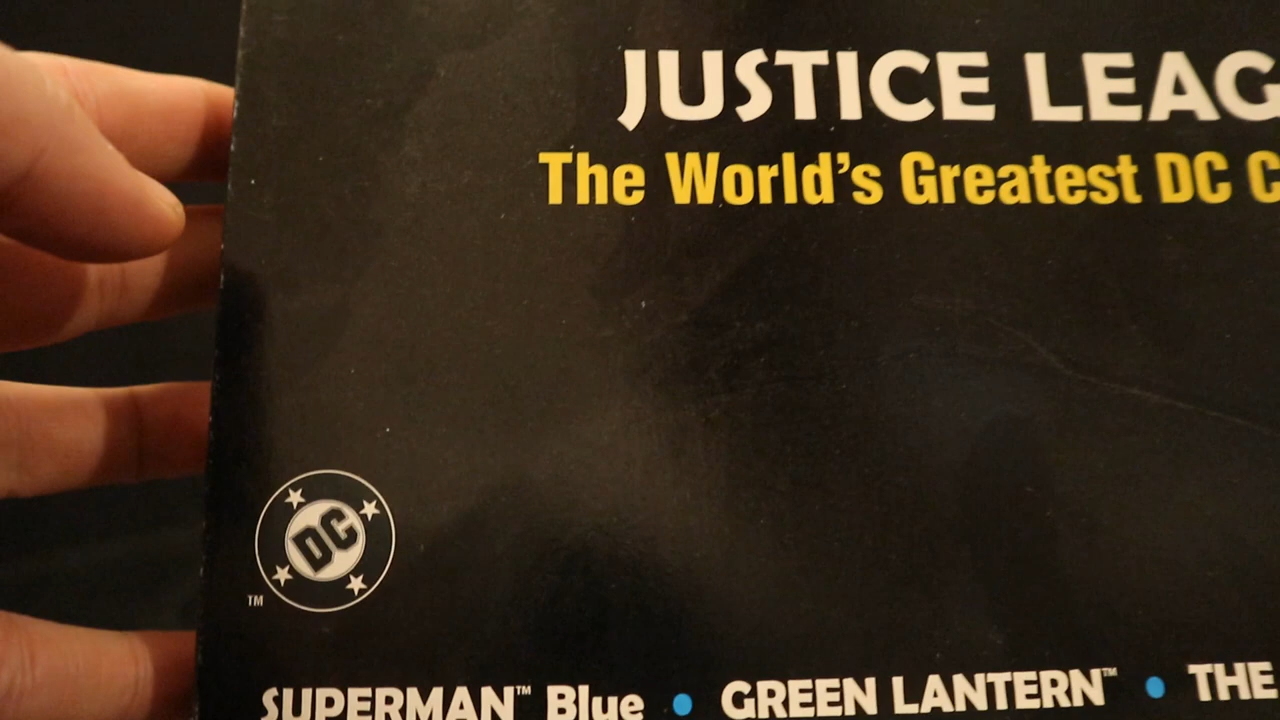 JUSTICE LEAG
The World's Greatest DC C
DC
TM
SUPERMAN™ Blue • GREEN LANTERN™ • THE